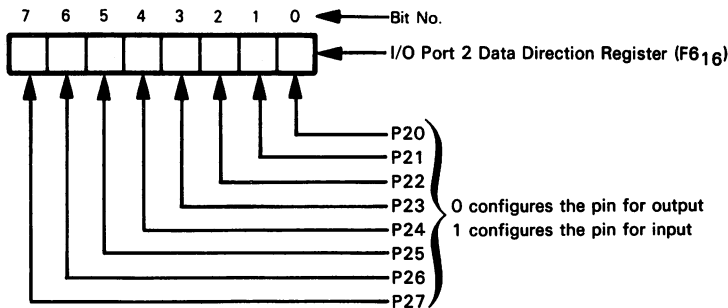 7 6 5 4 3 2 1 0 Bit No.
I/O Port 2 Data Direction Register (F6₁₆)
P20
P21
P22
P23 0 configures the pin for output
P24 1 configures the pin for input
P25
P26
P27